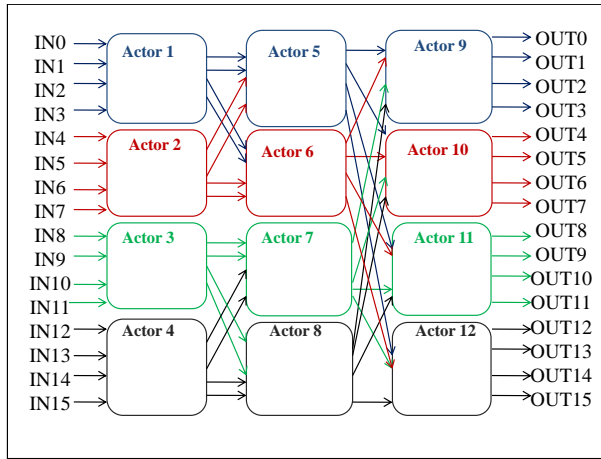 IN0
IN1
IN2
IN3
IN4
IN5
IN6
IN7
IN8
IN9
IN10
IN11
IN12
IN13
IN14
IN15
Actor 1
Actor 2
Actor 3
Actor 4
Actor 5
Actor 6
Actor 7
Actor 8
Actor 9
Actor 10
Actor 11
Actor 12
OUT0
OUT1
OUT2
OUT3
OUT4
OUT5
OUT6
OUT7
OUT8
OUT9
OUT10
OUT11
OUT12
OUT13
OUT14
OUT15